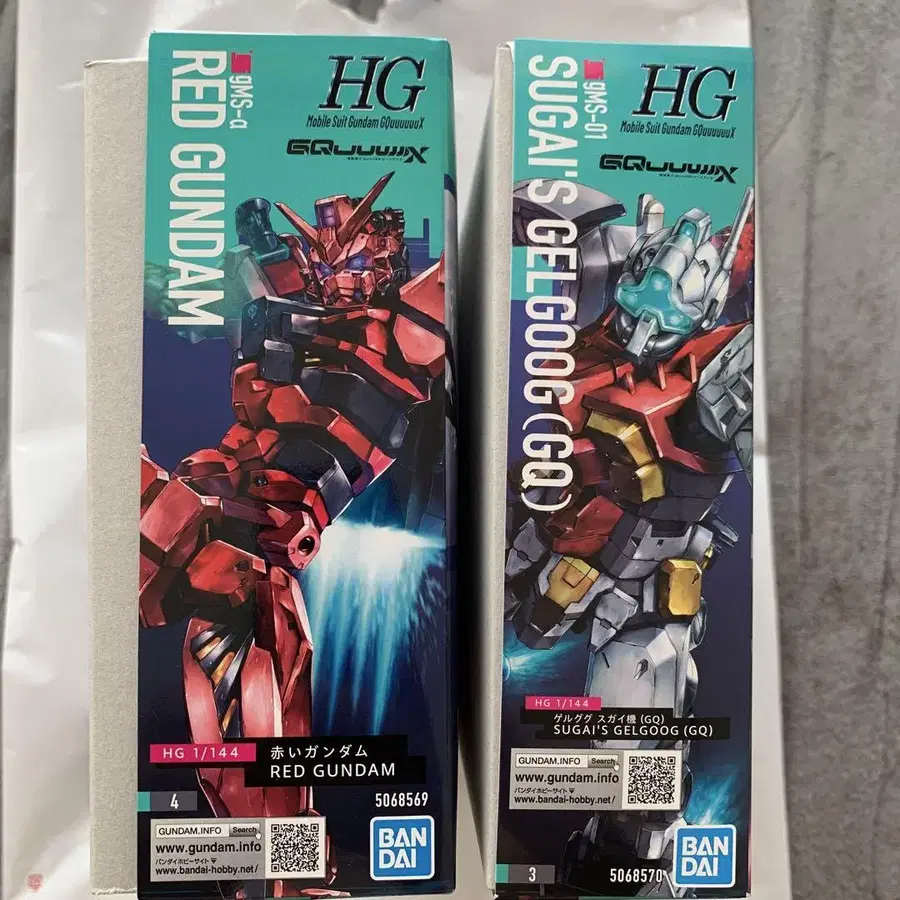 gMS-α
RED GUNDAM
HG
Mobile Suit Gundam GQuuuuuuX
GQuuuuuuX
HG 1/144
赤いガンダム
RED GUNDAM
4
5068569
GUNDAM.INFO
Search
www.gundam.info
バンダイホビーサイト
www.bandai-hobby.net/
BAN
DAI
gMS-01
SUGAI'S GELGOOG (GQ)
HG
Mobile Suit Gundam GQuuuuuuX
GQuuuuuuX
HG 1/144
ゲルググ スガイ機 (GQ)
SUGAI'S GELGOOG (GQ)
GUNDAM.INFO
Search
www.gundam.info
バンダイホビーサイト
www.bandai-hobby.net/
3
5068570
BAN
DAI